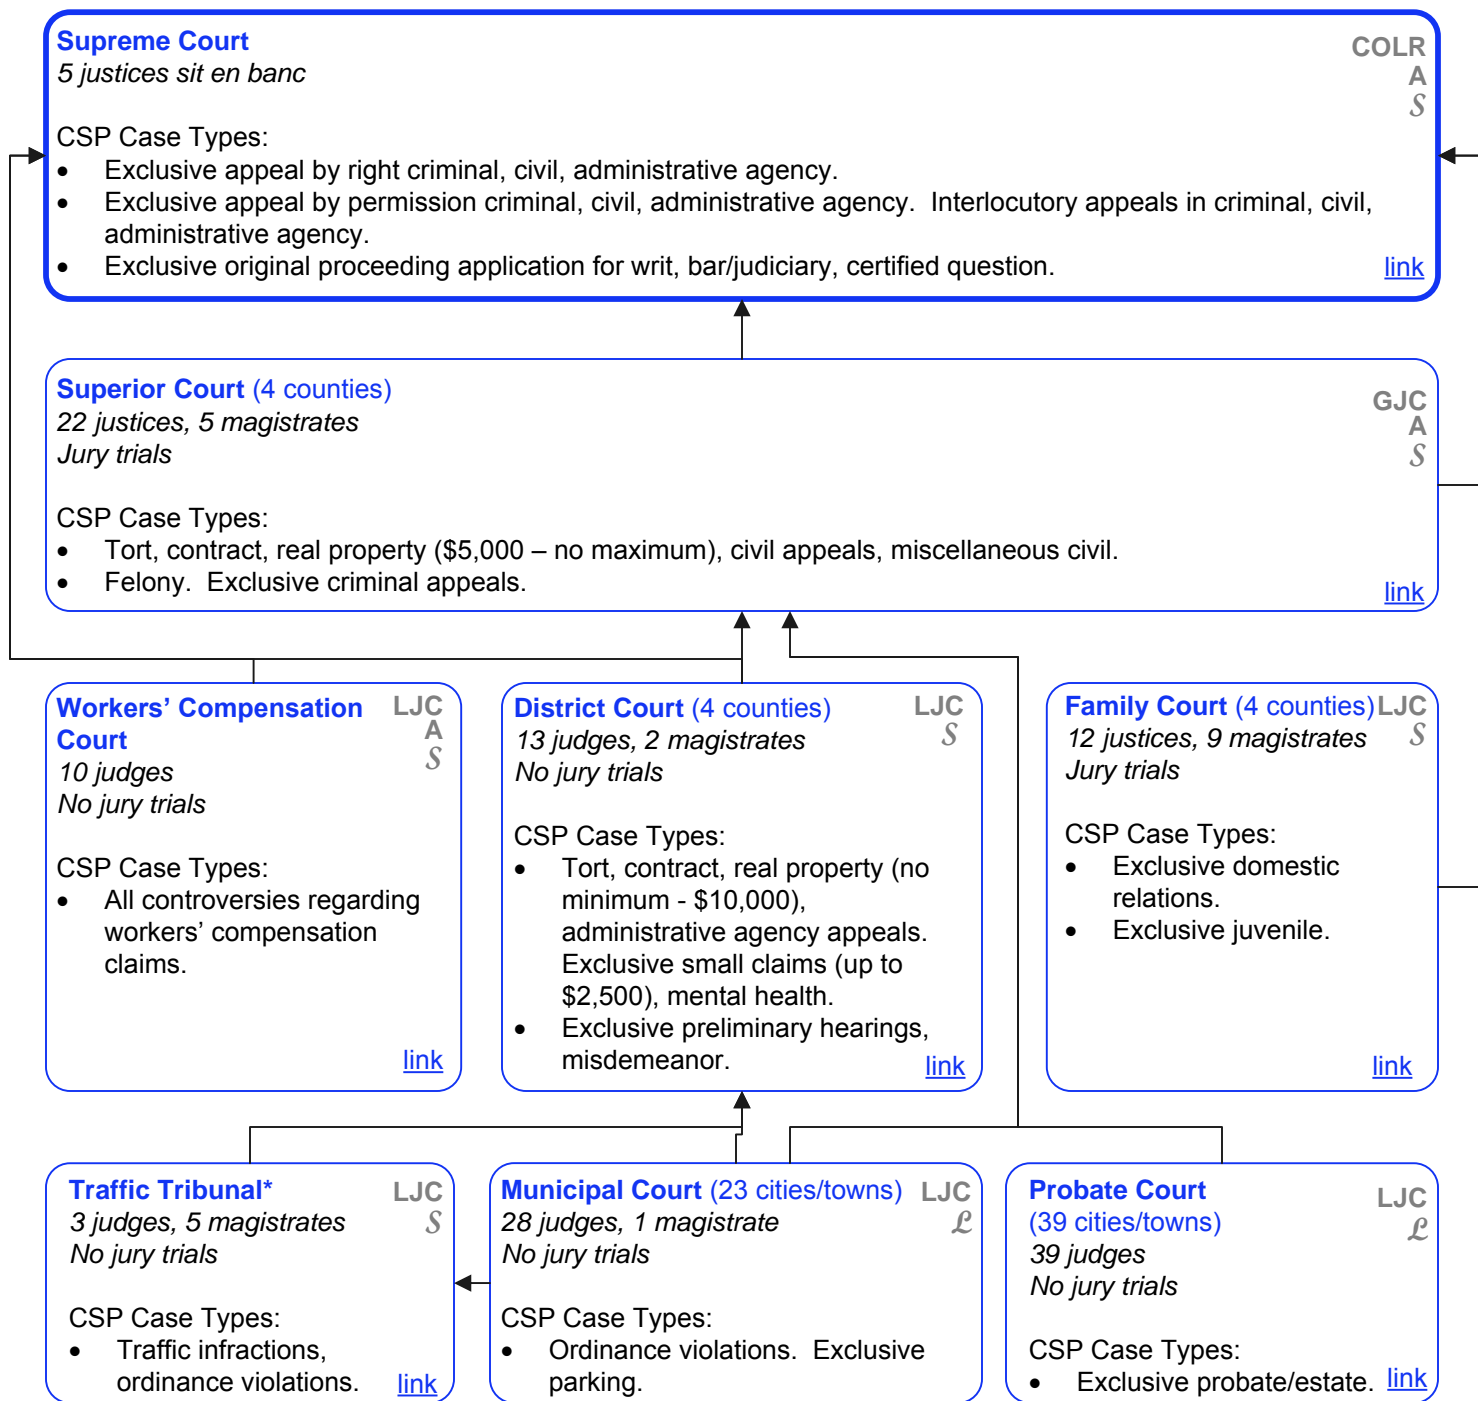 Supreme Court
5 justices sit en banc
COLR
A
S
CSP Case Types:
• Exclusive appeal by right criminal, civil, administrative agency.
• Exclusive appeal by permission criminal, civil, administrative agency. Interlocutory appeals in criminal, civil,
administrative agency.
• Exclusive original proceeding application for writ, bar/judiciary, certified question.
link
Superior Court (4 counties)
22 justices, 5 magistrates
Jury trials
GJC
A
S
CSP Case Types:
• Tort, contract, real property ($5,000 – no maximum), civil appeals, miscellaneous civil.
• Felony. Exclusive criminal appeals.
link
Workers’ Compensation
Court
10 judges
No jury trials
LJC
A
S
CSP Case Types:
• All controversies regarding
workers’ compensation
claims.
link
District Court (4 counties)
13 judges, 2 magistrates
No jury trials
LJC
S
CSP Case Types:
• Tort, contract, real property (no
minimum - $10,000),
administrative agency appeals.
Exclusive small claims (up to
$2,500), mental health.
• Exclusive preliminary hearings,
misdemeanor.
link
Family Court (4 counties)
12 justices, 9 magistrates
Jury trials
LJC
S
CSP Case Types:
• Exclusive domestic
relations.
• Exclusive juvenile.
link
Traffic Tribunal*
3 judges, 5 magistrates
No jury trials
LJC
S
CSP Case Types:
• Traffic infractions,
ordinance violations.
link
Municipal Court (23 cities/towns)
28 judges, 1 magistrate
No jury trials
LJC
ℒ
CSP Case Types:
• Ordinance violations. Exclusive
parking.
Probate Court
(39 cities/towns)
39 judges
No jury trials
LJC
ℒ
CSP Case Types:
• Exclusive probate/estate.
link